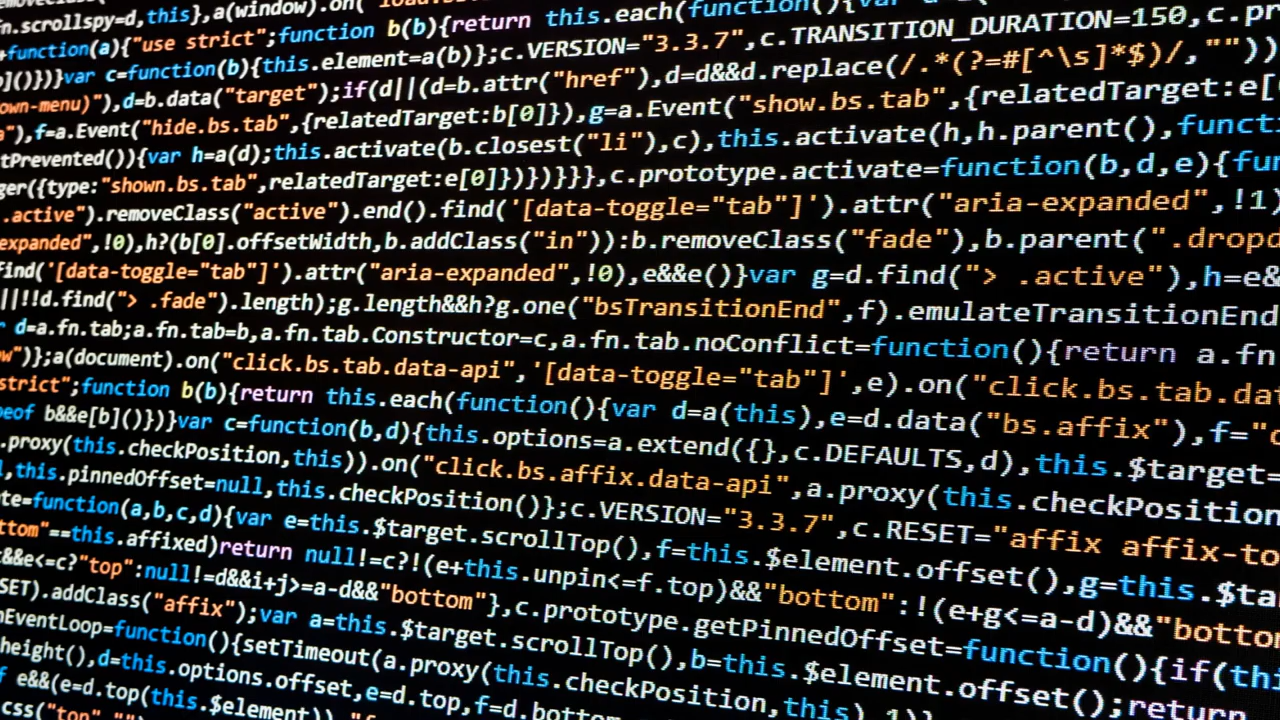 fn.scrollspy=d,this},a(window).on(
+function(a){"use strict";function b(b){return this.each(function(){var
]()})}var c=function(b){this.element=a(b)};c.VERSION="3.3.7",c.TRANSITION_DURATION=150,c.pr
own-menu)"),d=b.data("target");if(d||(d=b.attr("href"),d=d&&d.replace(/.*(?=#[^\s]*$)/,""))
a"),f=a.Event("hide.bs.tab",{relatedTarget:b[0]}),g=a.Event("show.bs.tab",{relatedTarget:e[
tPrevented()){var h=a(d);this.activate(b.closest("li"),c),this.activate(h,h.parent(),functi
ger({type:"shown.bs.tab",relatedTarget:e[0]})})}}},c.prototype.activate=function(b,d,e){fun
.active").removeClass("active").end().find('[data-toggle="tab"]').attr("aria-expanded",!1)
expanded",!0),h?(b[0].offsetWidth,b.addClass("in")):b.removeClass("fade"),b.parent(".dropd
find('[data-toggle="tab"]').attr("aria-expanded",!0),e&&e()}var g=d.find("> .active"),h=e&
||!!d.find("> .fade").length);g.length&&h?g.one("bsTransitionEnd",f).emulateTransitionEnd
r d=a.fn.tab;a.fn.tab=b,a.fn.tab.Constructor=c,a.fn.tab.noConflict=function(){return a.fn
ow")};a(document).on("click.bs.tab.data-api",'[data-toggle="tab"]',e).on("click.bs.tab.dat
strict";function b(b){return this.each(function(){var d=a(this),e=d.data("bs.affix"),f="o
peof b&&e[b]()})}var c=function(b,d){this.options=a.extend({},c.DEFAULTS,d),this.$target=
.proxy(this.checkPosition,this)).on("click.bs.affix.data-api",a.proxy(this.checkPosition
l,this.pinnedOffset=null,this.checkPosition()};c.VERSION="3.3.7",c.RESET="affix affix-to
ate=function(a,b,c,d){var e=this.$target.scrollTop(),f=this.$element.offset(),g=this.$ta
ottom"==this.affixed)return null!=c?!(e+this.unpin<=f.top)&&"bottom":!(e+g<=a-d)&&"botto
&&e<=c?"top":null!=d&&i+j>=a-d&&"bottom"},c.prototype.getPinnedOffset=function(){if(thi
SET).addClass("affix");var a=this.$target.scrollTop(),b=this.$element.offset();return
nEventLoop=function(){setTimeout(a.proxy(this.checkPosition,this),1)}
height(),d=this.options.offset,e=d.top,f=d.bottom
f e&&(e=d.top(this.$element)),"f
.css("top","")